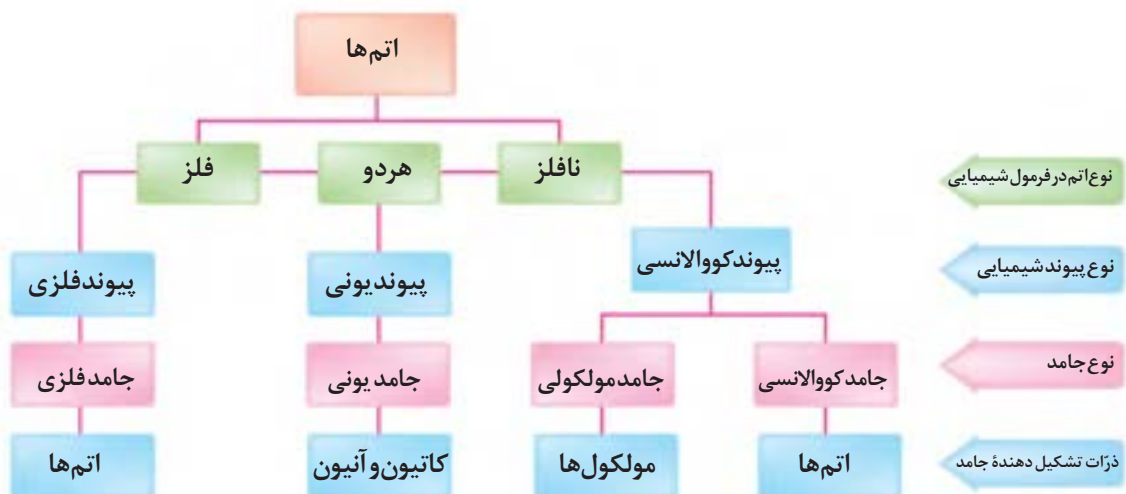 اتم‌ها
نافلز
هردو
فلز
نوع اتم در فرمول شیمیایی
پیوند کووالانسی
پیوند یونی
پیوند فلزی
نوع پیوند شیمیایی
جامد کووالانسی
جامد مولکولی
جامد یونی
جامد فلزی
نوع جامد
اتم‌ها
مولکول‌ها
کاتیون و آنیون
اتم‌ها
ذرّات تشکیل دهندهٔ جامد